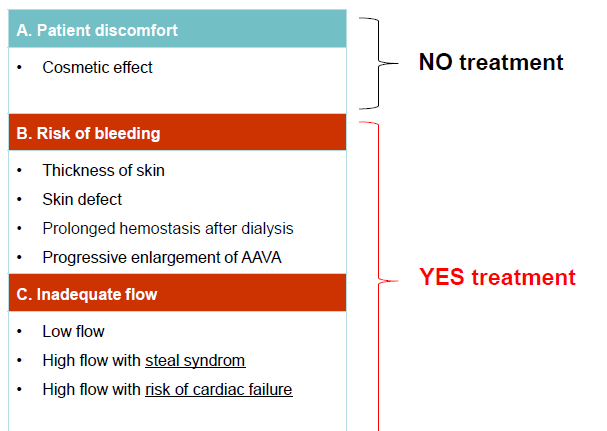 A. Patient discomfort
• Cosmetic effect
NO treatment
B. Risk of bleeding
• Thickness of skin
• Skin defect
• Prolonged hemostasis after dialysis
• Progressive enlargement of AAVA
C. Inadequate flow
• Low flow
• High flow with steal syndrom
• High flow with risk of cardiac failure
YES treatment